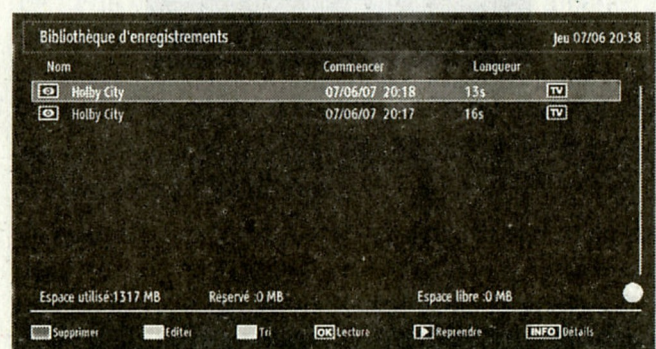 Bibliothèque d'enregistrements Jeu 07/06 20:38
Nom Commencer Longueur
Holby City 07/06/07 20:18 13s TV
Holby City 07/06/07 20:17 16s TV
Espace utilisé:1317 MB Réservé :0 MB Espace libre :0 MB
Supprimer Editer Tri OK Lecture Reprendre INFO Détails